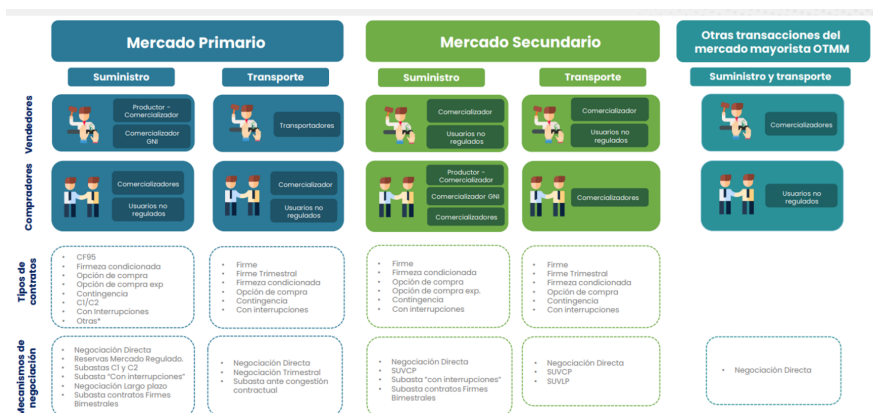 Mercado Primario
Suministro
Transporte
Mercado Secundario
Suministro
Transporte
Otras transacciones del
mercado mayorista OTMM
Suministro y transporte
Vendedores
Productor -
Comercializador
Comercializador
GNI
Transportadores
Comercializador
Usuarios no
regulados
Comercializador
Usuarios no
regulados
Comercializadores
Compradores
Comercializadores
Usuarios no
regulados
Comercializador
Usuarios no
regulados
Productor -
Comercializador
Comercializador GNI
Comercializadores
Comercializadores
Usuarios no
regulados
Tipos de
contratos
• CF95
• Firmeza condicionada
• Opción de compra
• Opción de compra exp
• Contingencia
• C1/C2
• Con Interrupciones
• Otras*
• Firme
• Firme Trimestral
• Firmeza condicionada
• Opción de compra
• Contingencia
• Con interrupciones
• Firme
• Firmeza condicionada
• Opción de compra
• Opción de compra exp.
• Contingencia
• Con interrupciones
• Firme
• Firme Trimestral
• Firmeza condicionada
• Opción de compra
• Contingencia
• Con interrupciones
Mecanismos de
negociación
• Negociación Directa
• Reservas Mercado Regulado.
• Subastas C1 y C2
• Subasta "Con interrupciones"
• Negociación Largo plazo
• Subasta contratos Firmes
Bimestrales
• Negociación Directa
• Negociación Trimestral
• Subasta ante congestión
contractual
• Negociación Directa
• SUVCP
• Subasta "con interrupciones"
• Subasta contratos Firmes
Bimestrales
• Negociación Directa
• SUVCP
• SUVLP
• Negociación Directa